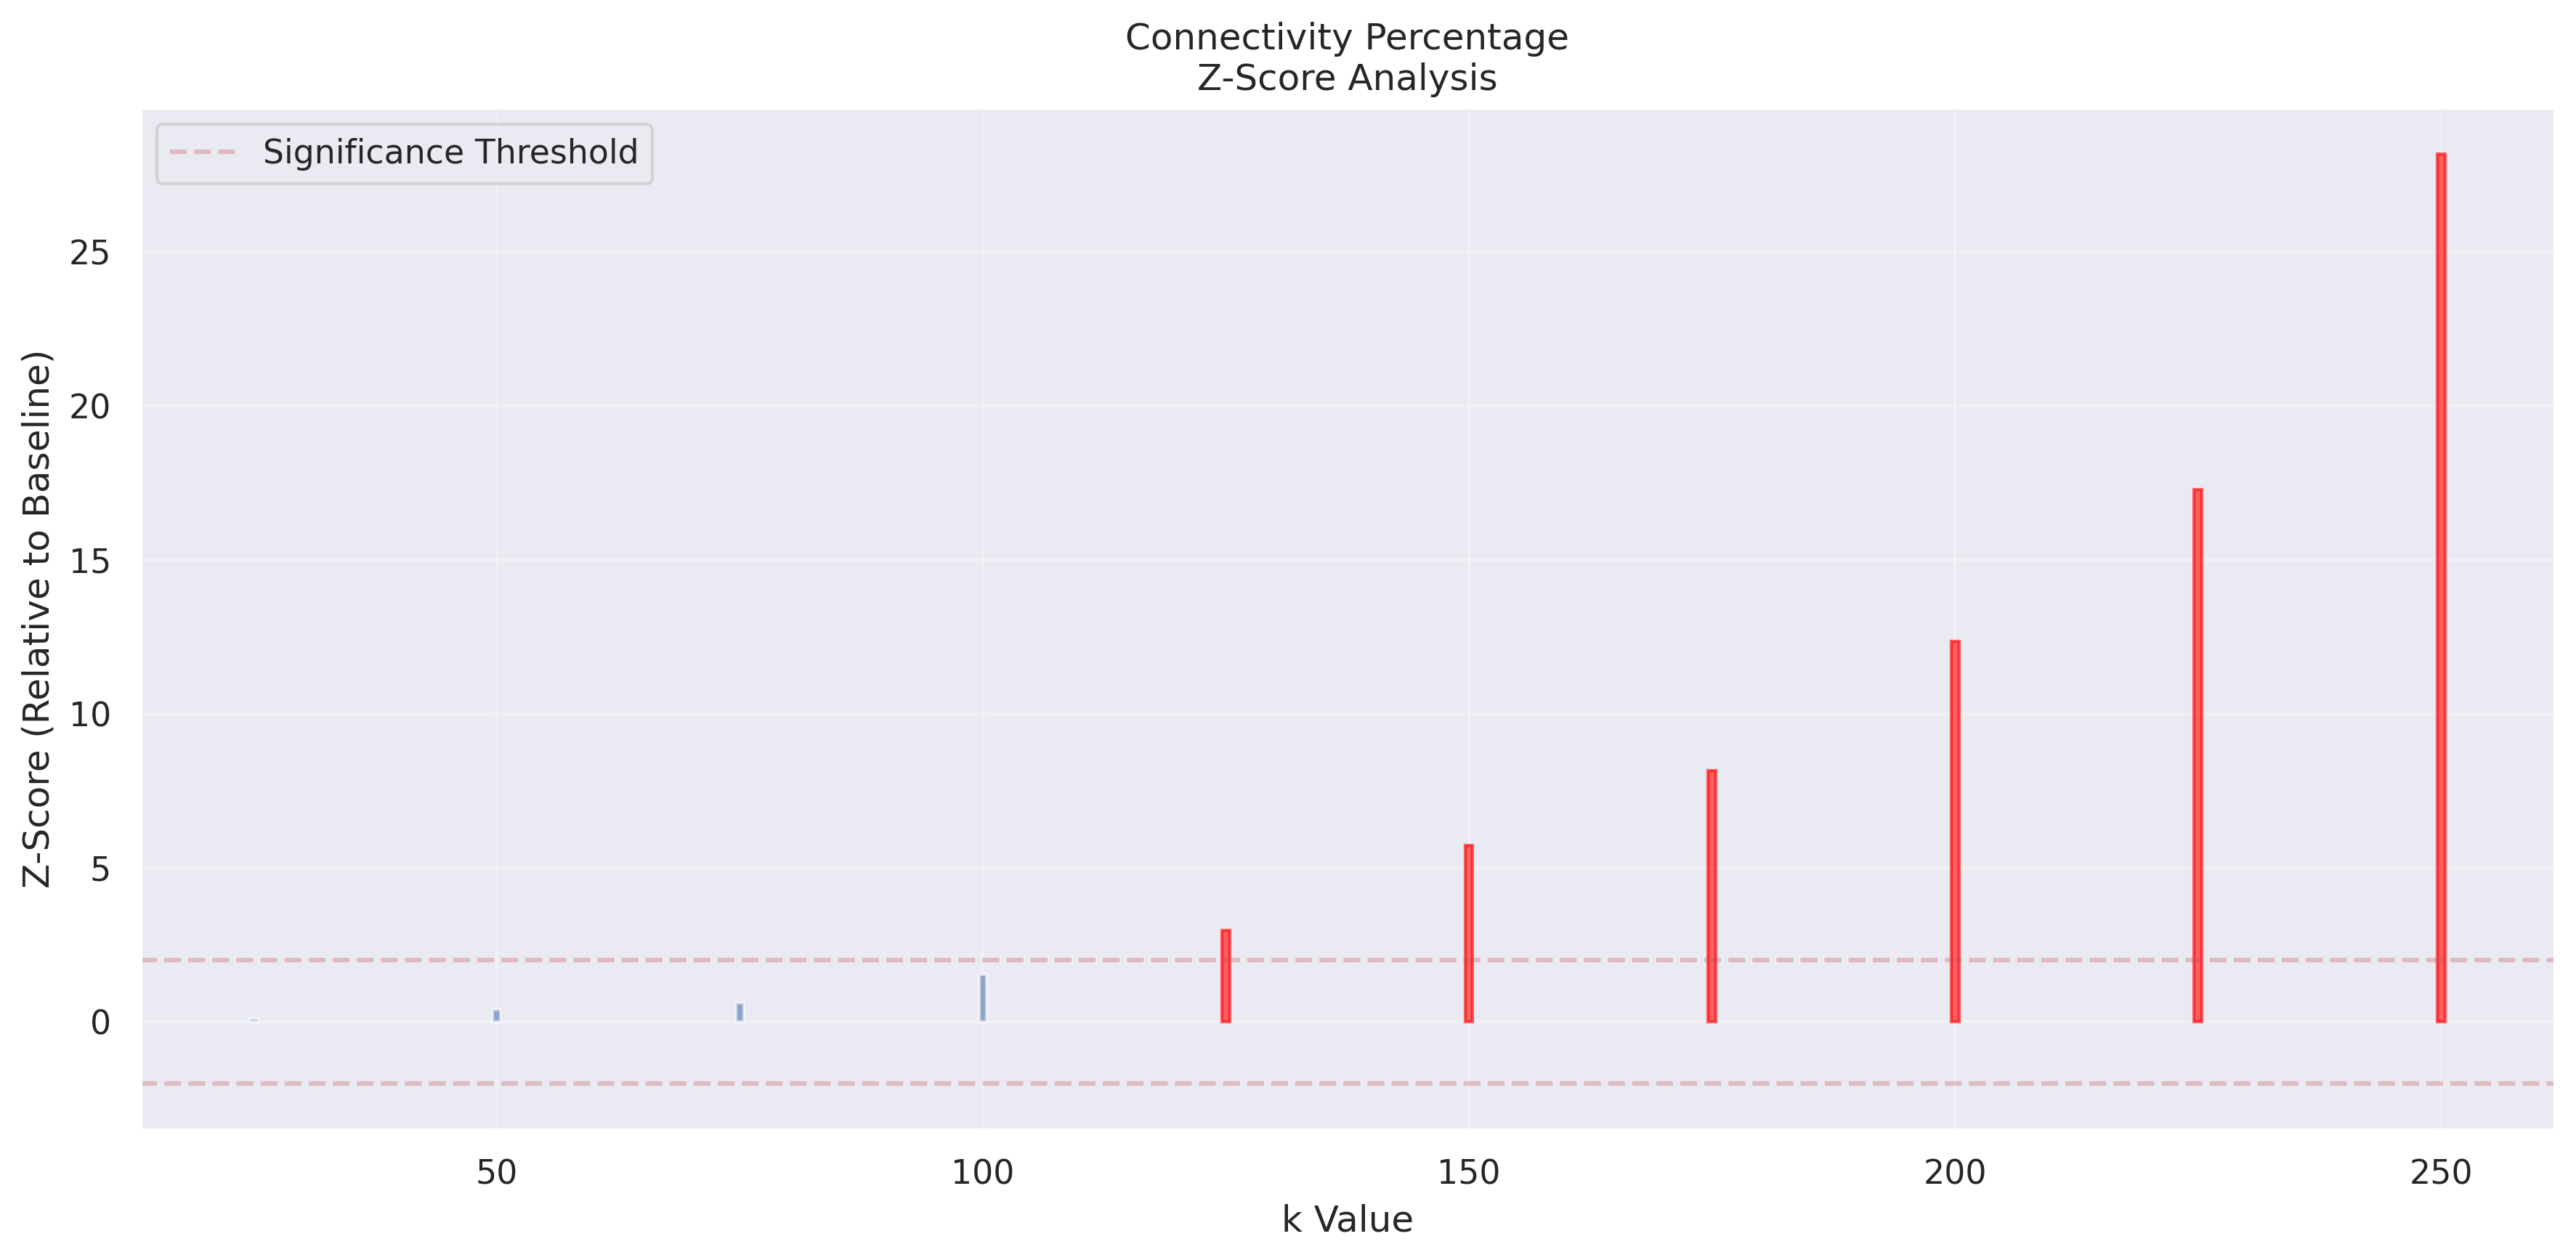 Connectivity Percentage
Z-Score Analysis
Significance Threshold
Z-Score (Relative to Baseline)
25
20
15
10
5
0
50
100
150
200
250
k Value